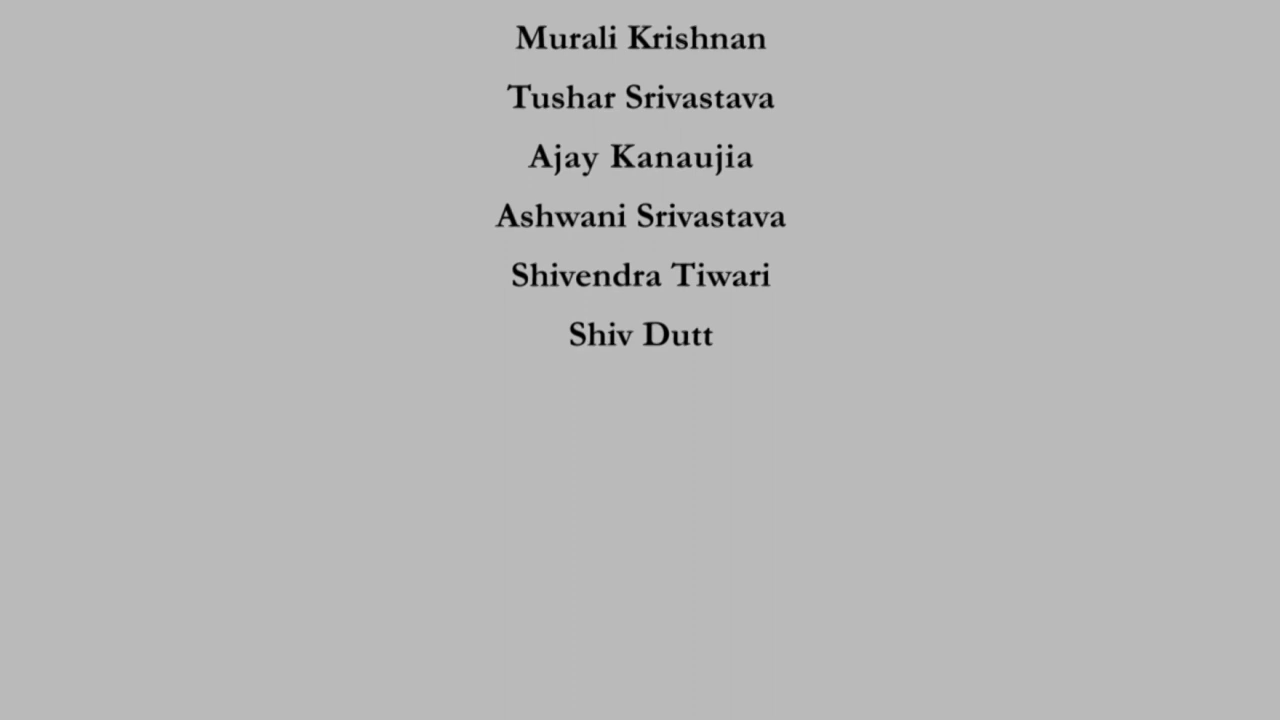 Murali Krishnan
Tushar Srivastava
Ajay Kanaujia
Ashwani Srivastava
Shivendra Tiwari
Shiv Dutt